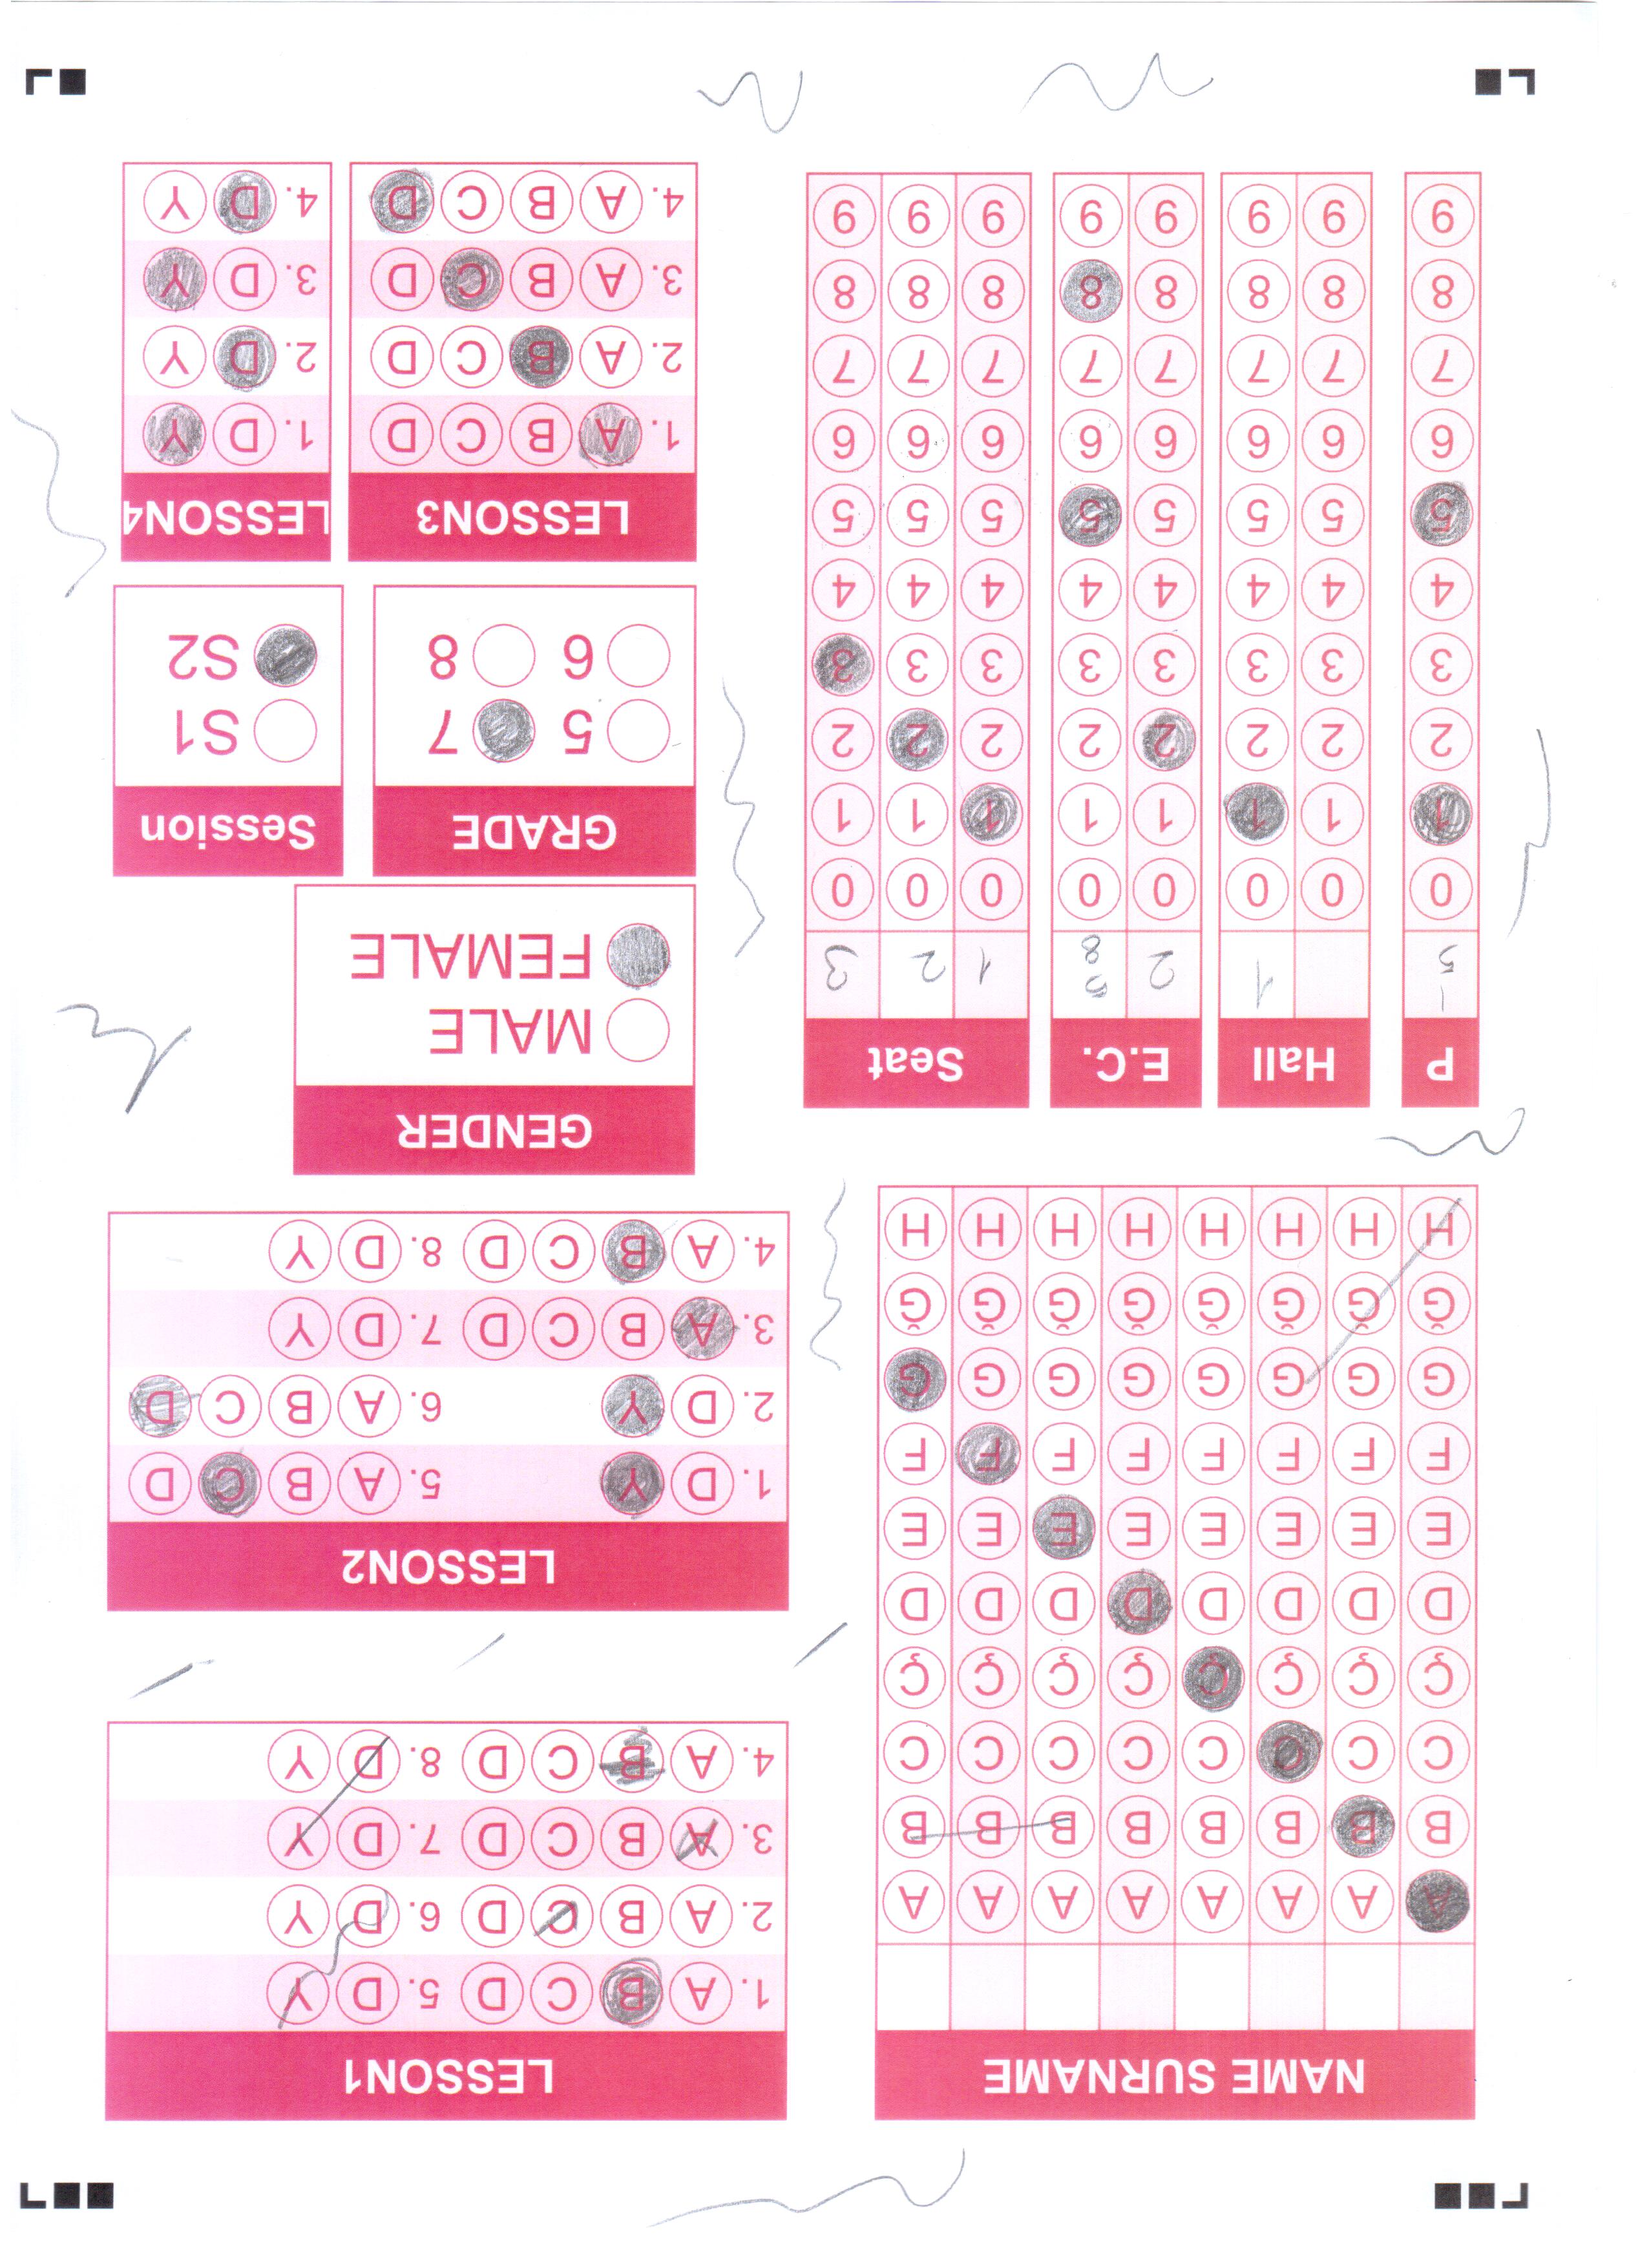 NAME SURNAME
A A A A A A A A
B B B B B B B B
C C C C C C C C
Ç Ç Ç Ç Ç Ç Ç Ç
D D D D D D D D
E E E E E E E E
F F F F F F F F
G G G G G G G G
Ğ Ğ Ğ Ğ Ğ Ğ Ğ Ğ
H H H H H H H H
LESSON1
1. A B C D 5. D Y
2. A B C D 6. D Y
3. A B C D 7. D Y
4. A B C D 8. D Y
LESSON2
1. D Y 5. A B C D
2. D Y 6. A B C D
3. A B C D 7. D Y
4. A B C D 8. D Y
P Hall E.C. Seat
5 1 2 8 1 2 3
0 0 0 0 0 0 0 0
1 1 1 1 1 1 1 1
2 2 2 2 2 2 2 2
3 3 3 3 3 3 3 3
4 4 4 4 4 4 4 4
5 5 5 5 5 5 5 5
6 6 6 6 6 6 6 6
7 7 7 7 7 7 7 7
8 8 8 8 8 8 8 8
9 9 9 9 9 9 9 9
GENDER
MALE
FEMALE
GRADE
5 7
6 8
Session
S1
S2
LESSON3
1. A B C D
2. A B C D
3. A B C D
4. A B C D
LESSON4
1. D Y
2. D Y
3. D Y
4. D Y